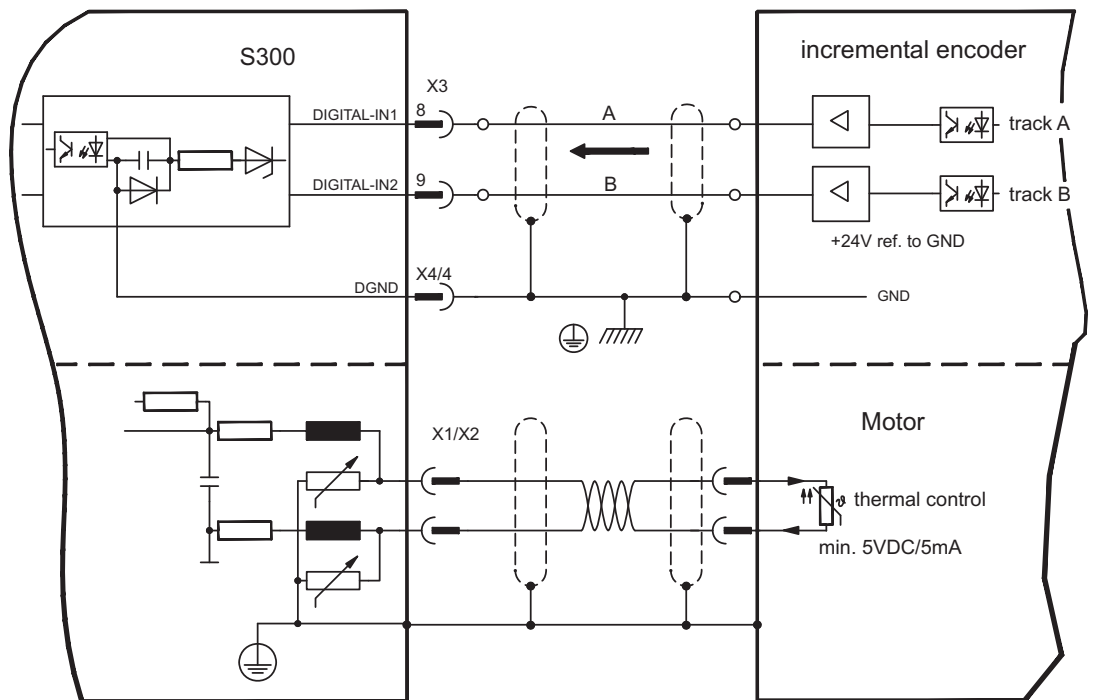 S300
incremental encoder
X3
DIGITAL-IN1
8
A
track A
DIGITAL-IN2
9
B
track B
+24V ref. to GND
X4/4
DGND
GND
Motor
X1/X2
ϑ thermal control
min. 5VDC/5mA